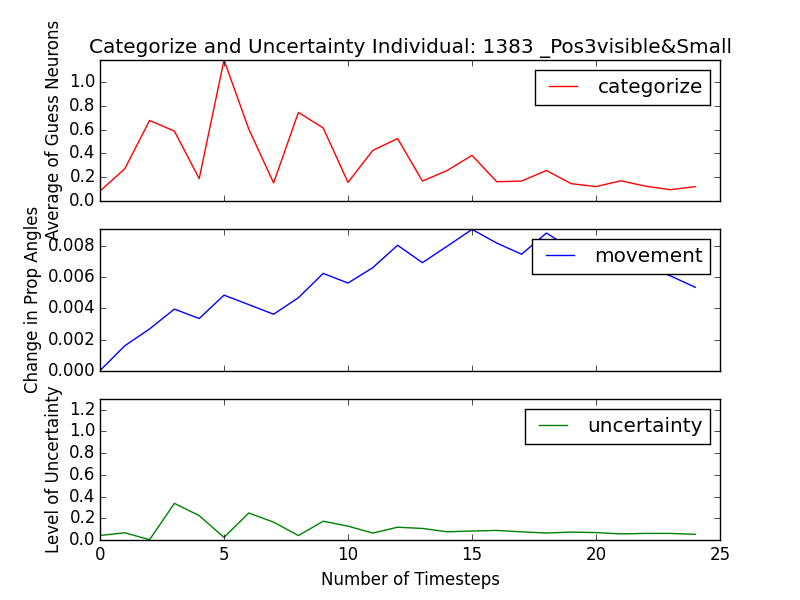 Categorize and Uncertainty Individual: 1383 _Pos3visible&Small
Average of Guess Neurons
1.0
0.8
0.6
0.4
0.2
0.0
categorize
Change in Prop Angles
0.008
0.006
0.004
0.002
0.000
movement
Level of Uncertainty
1.2
1.0
0.8
0.6
0.4
0.2
0.0
uncertainty
0 5 10 15 20 25
Number of Timesteps